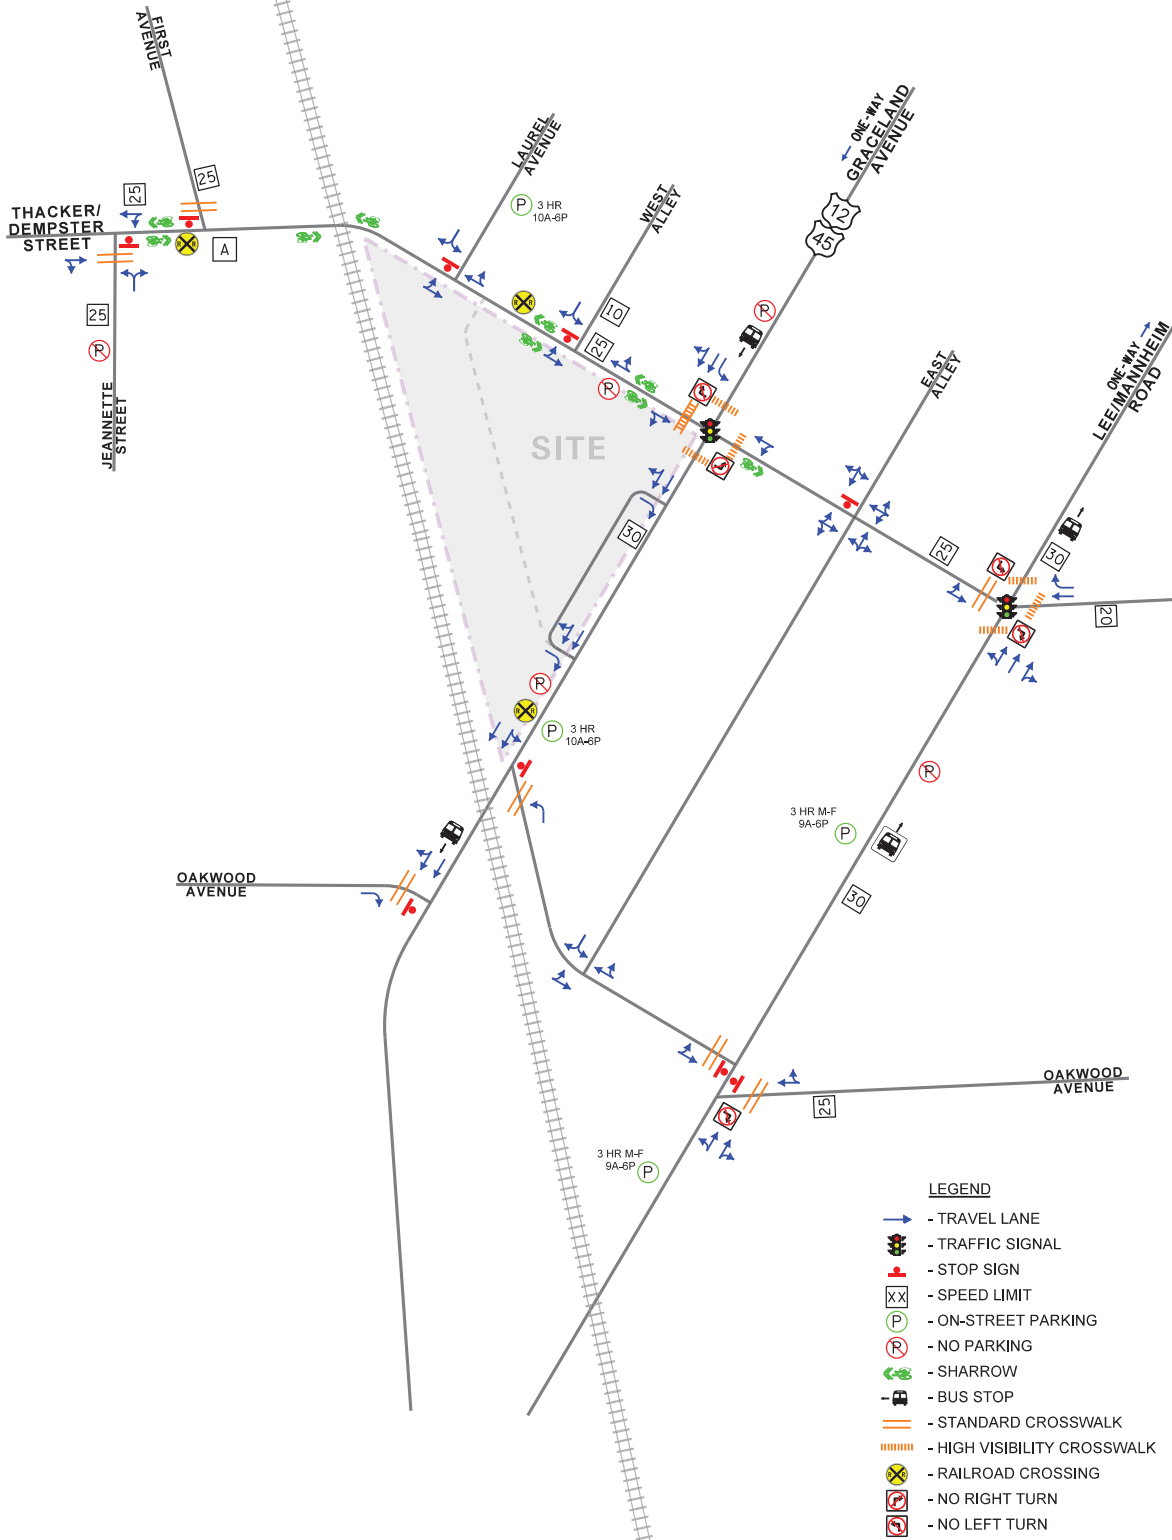 FIRST
AVENUE
ONE-WAY
GRACELAND
AVENUE
LAUREL
AVENUE
25
25
P
3 HR
10A-6P
WEST
ALLEY
12
45
THACKER/
DEMPSTER
STREET
R R
A
25
R
R R
10
25
R
R
ONE-WAY
LEE/MANNHEIM
ROAD
EAST
ALLEY
JEANNETTE
STREET
SITE
30
25
30
20
R
R R
P
3 HR
10A-6P
R
3 HR M-F
9A-6P
P
OAKWOOD
AVENUE
30
OAKWOOD
AVENUE
25
3 HR M-F
9A-6P
P
LEGEND
- TRAVEL LANE
- TRAFFIC SIGNAL
- STOP SIGN
XX - SPEED LIMIT
P - ON-STREET PARKING
R - NO PARKING
- SHARROW
- BUS STOP
- STANDARD CROSSWALK
- HIGH VISIBILITY CROSSWALK
R R - RAILROAD CROSSING
- NO RIGHT TURN
- NO LEFT TURN